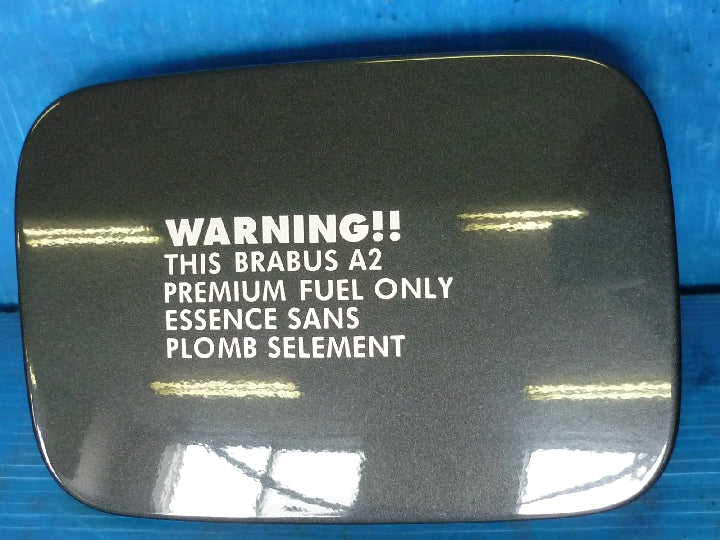 WARNING!!
THIS BRABUS A2
PREMIUM FUEL ONLY
ESSENCE SANS
PLOMB SELEMENT